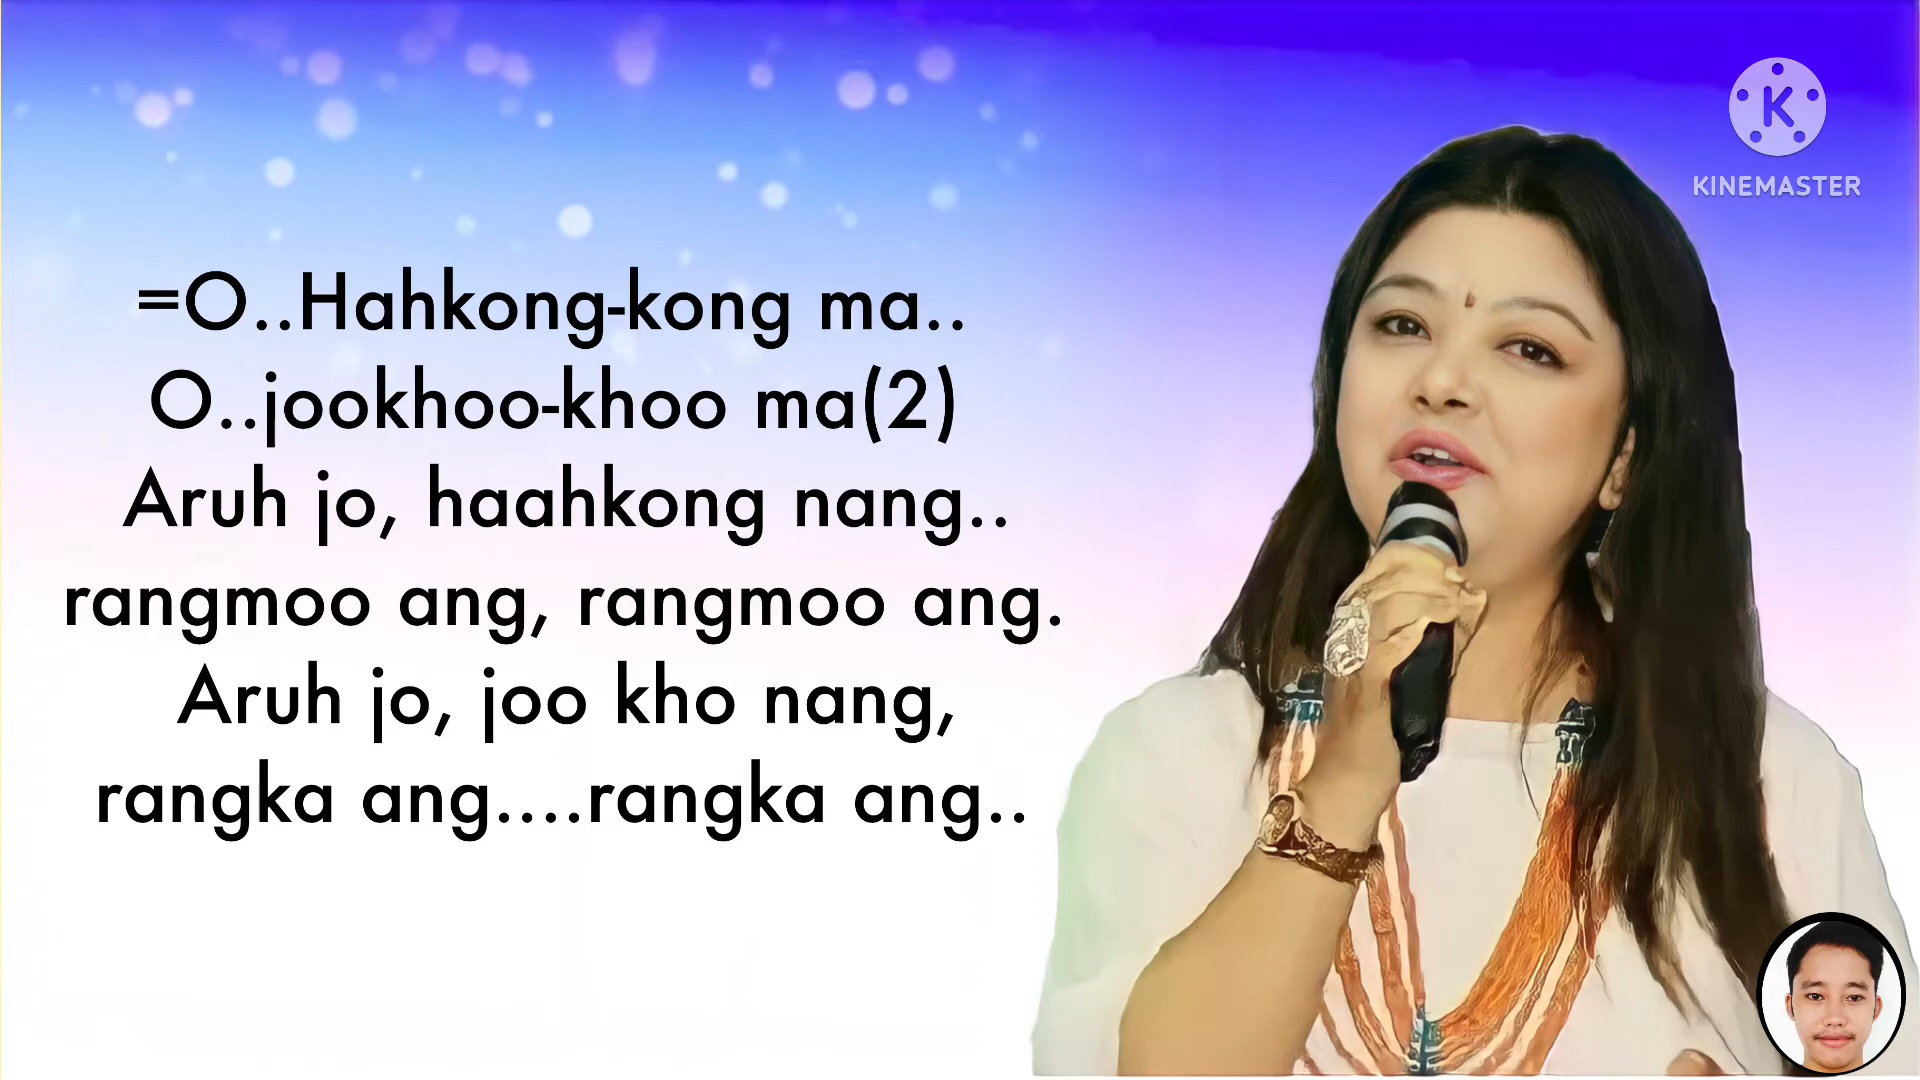 =O..Hahkong-kong ma..
O..jookhoo-khoo ma(2)
Aruh jo, haahkong nang..
rangmoo ang, rangmoo ang.
Aruh jo, joo kho nang,
rangka ang....rangka ang..
K
KINEMASTER